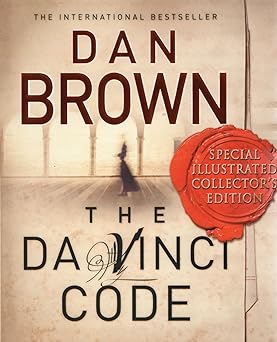 THE INTERNATIONAL BESTSELLER
DAN
BROWN
SPECIAL
ILLUSTRATED
COLLECTOR'S
EDITION
THE
DA VINCI
CODE